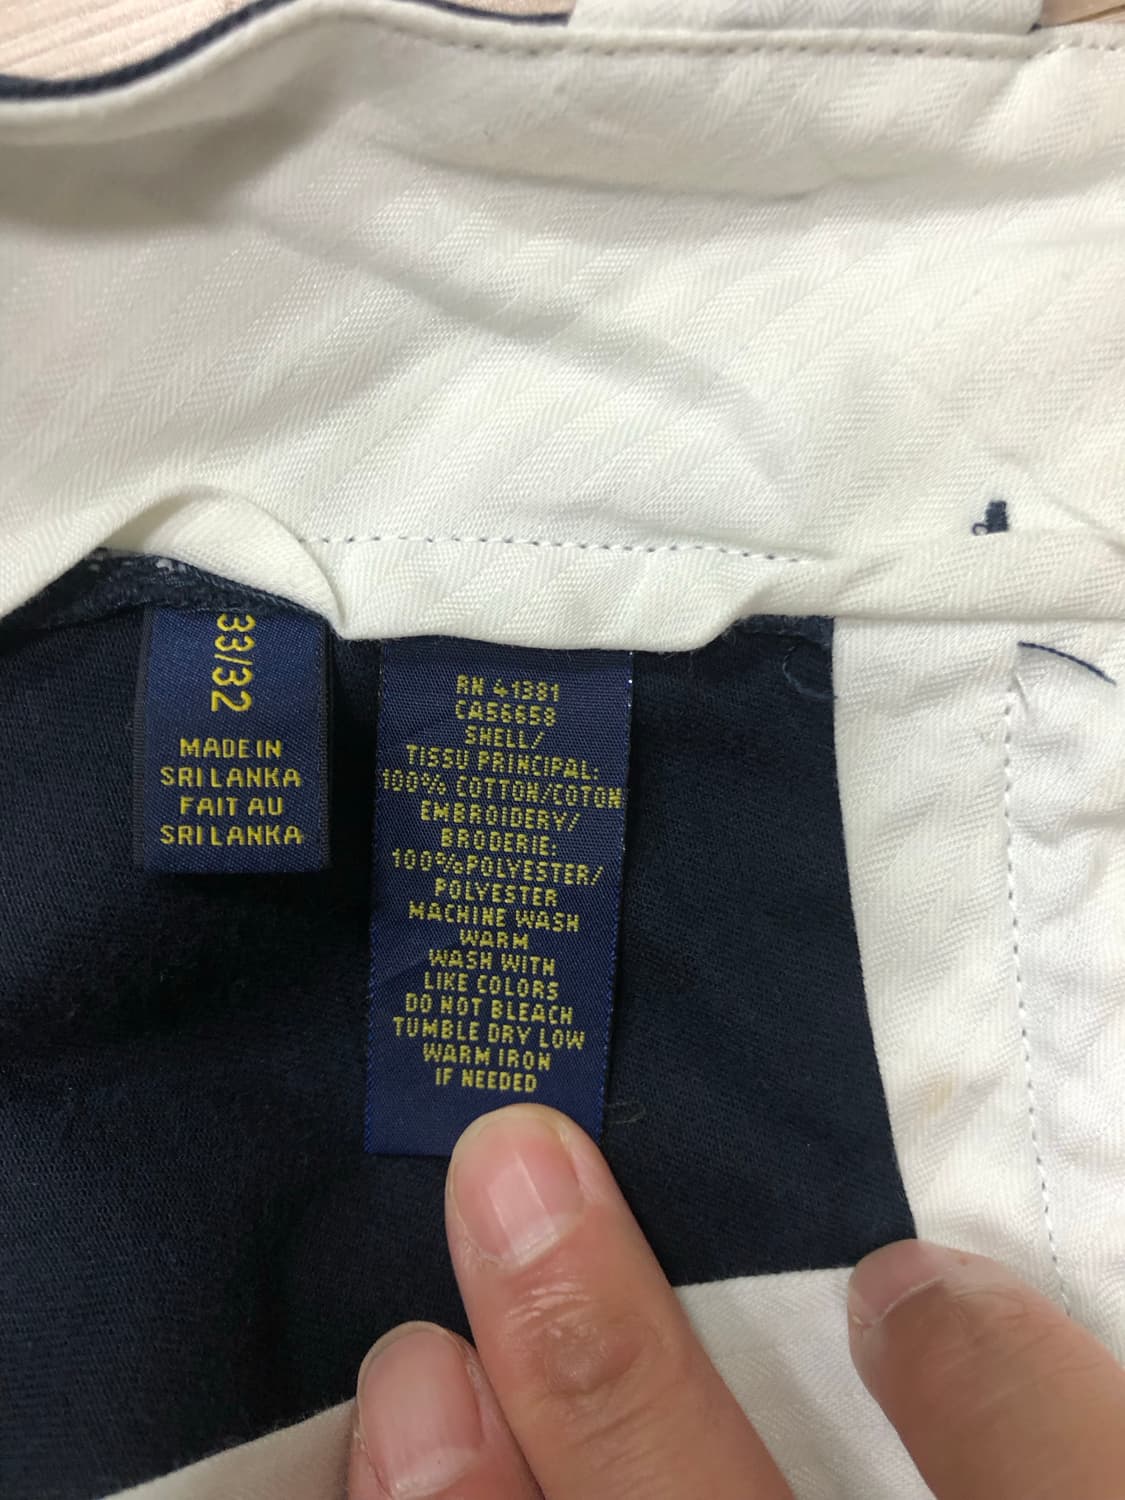 33/32
MADE IN
SRI LANKA
FAIT AU
SRI LANKA
RN 41381
CA56658
SHELL/
TISSU PRINCIPAL:
100% COTTON/COTON
EMBROIDERY/
BRODERIE:
100%POLYESTER/
POLYESTER
MACHINE WASH
WARM
WASH WITH
LIKE COLORS
DO NOT BLEACH
TUMBLE DRY LOW
WARM IRON
IF NEEDED